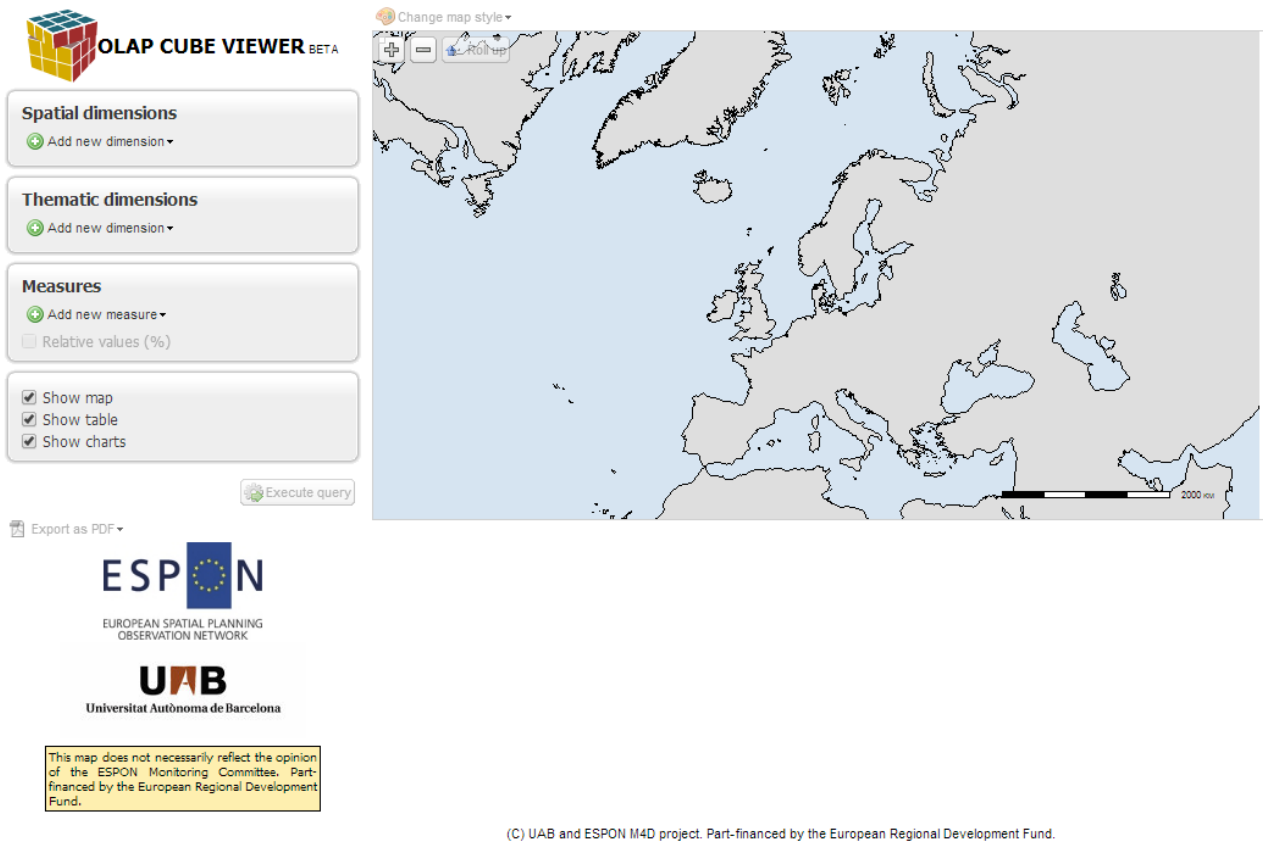 OLAP CUBE VIEWER BETA
Change map style
Roll up
Spatial dimensions
Add new dimension
Thematic dimensions
Add new dimension
Measures
Add new measure
Relative values (%)
Show map
Show table
Show charts
Execute query
Export as PDF
2000
ESPON
EUROPEAN SPATIAL PLANNING
OBSERVATION NETWORK
UAB
Universitat Autònoma de Barcelona
This map does not necessarily reflect the opinion
of the ESPON Monitoring Committee. Part-
financed by the European Regional Development
Fund.
(C) UAB and ESPON M4D project. Part-financed by the European Regional Development Fund.